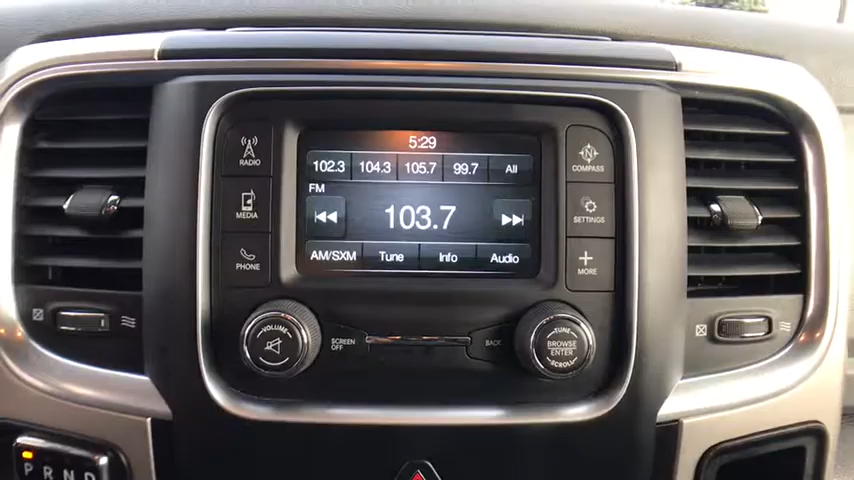 5:29
RADIO
102.3 104.3 105.7 99.7 All
N
COMPASS
FM
MEDIA
103.7
SETTINGS
PHONE
AM/SXM Tune Info Audio
MORE
VOLUME
SCREEN
OFF
BACK
TUNE
BROWSE
ENTER
SCROLL
P R N D